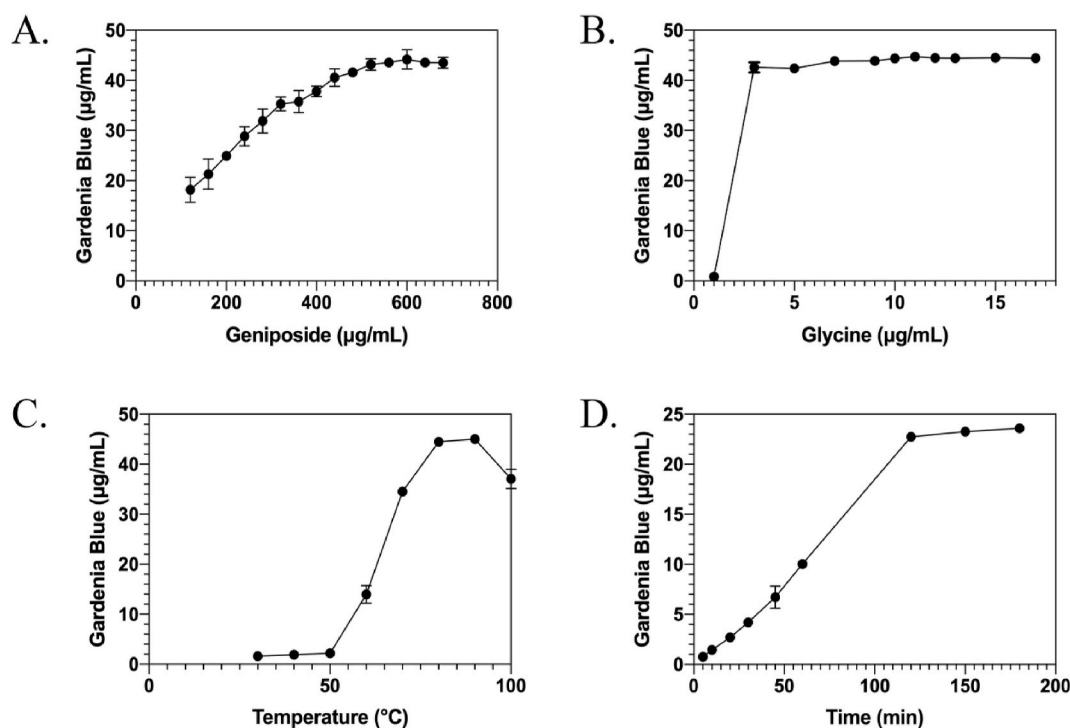 A.
50
40
30
20
10
0
Gardenia Blue (µg/mL)
0 200 400 600 800
Geniposide (µg/mL)
B.
50
40
30
20
10
0
Gardenia Blue (µg/mL)
0 5 10 15
Glycine (µg/mL)
C.
50
40
30
20
10
0
Gardenia Blue (µg/mL)
0 50 100
Temperature (°C)
D.
25
20
15
10
5
0
Gardenia Blue (µg/mL)
0 50 100 150 200
Time (min)